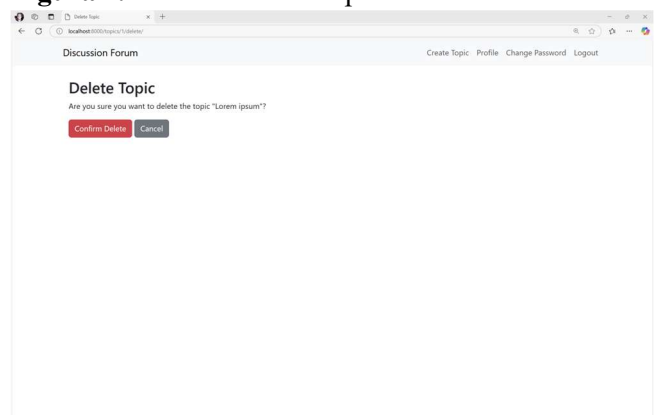 Delete Topic
localhost:8000/topics/1/delete/
Discussion Forum Create Topic Profile Change Password Logout
Delete Topic
Are you sure you want to delete the topic "Lorem ipsum"?
Confirm Delete Cancel